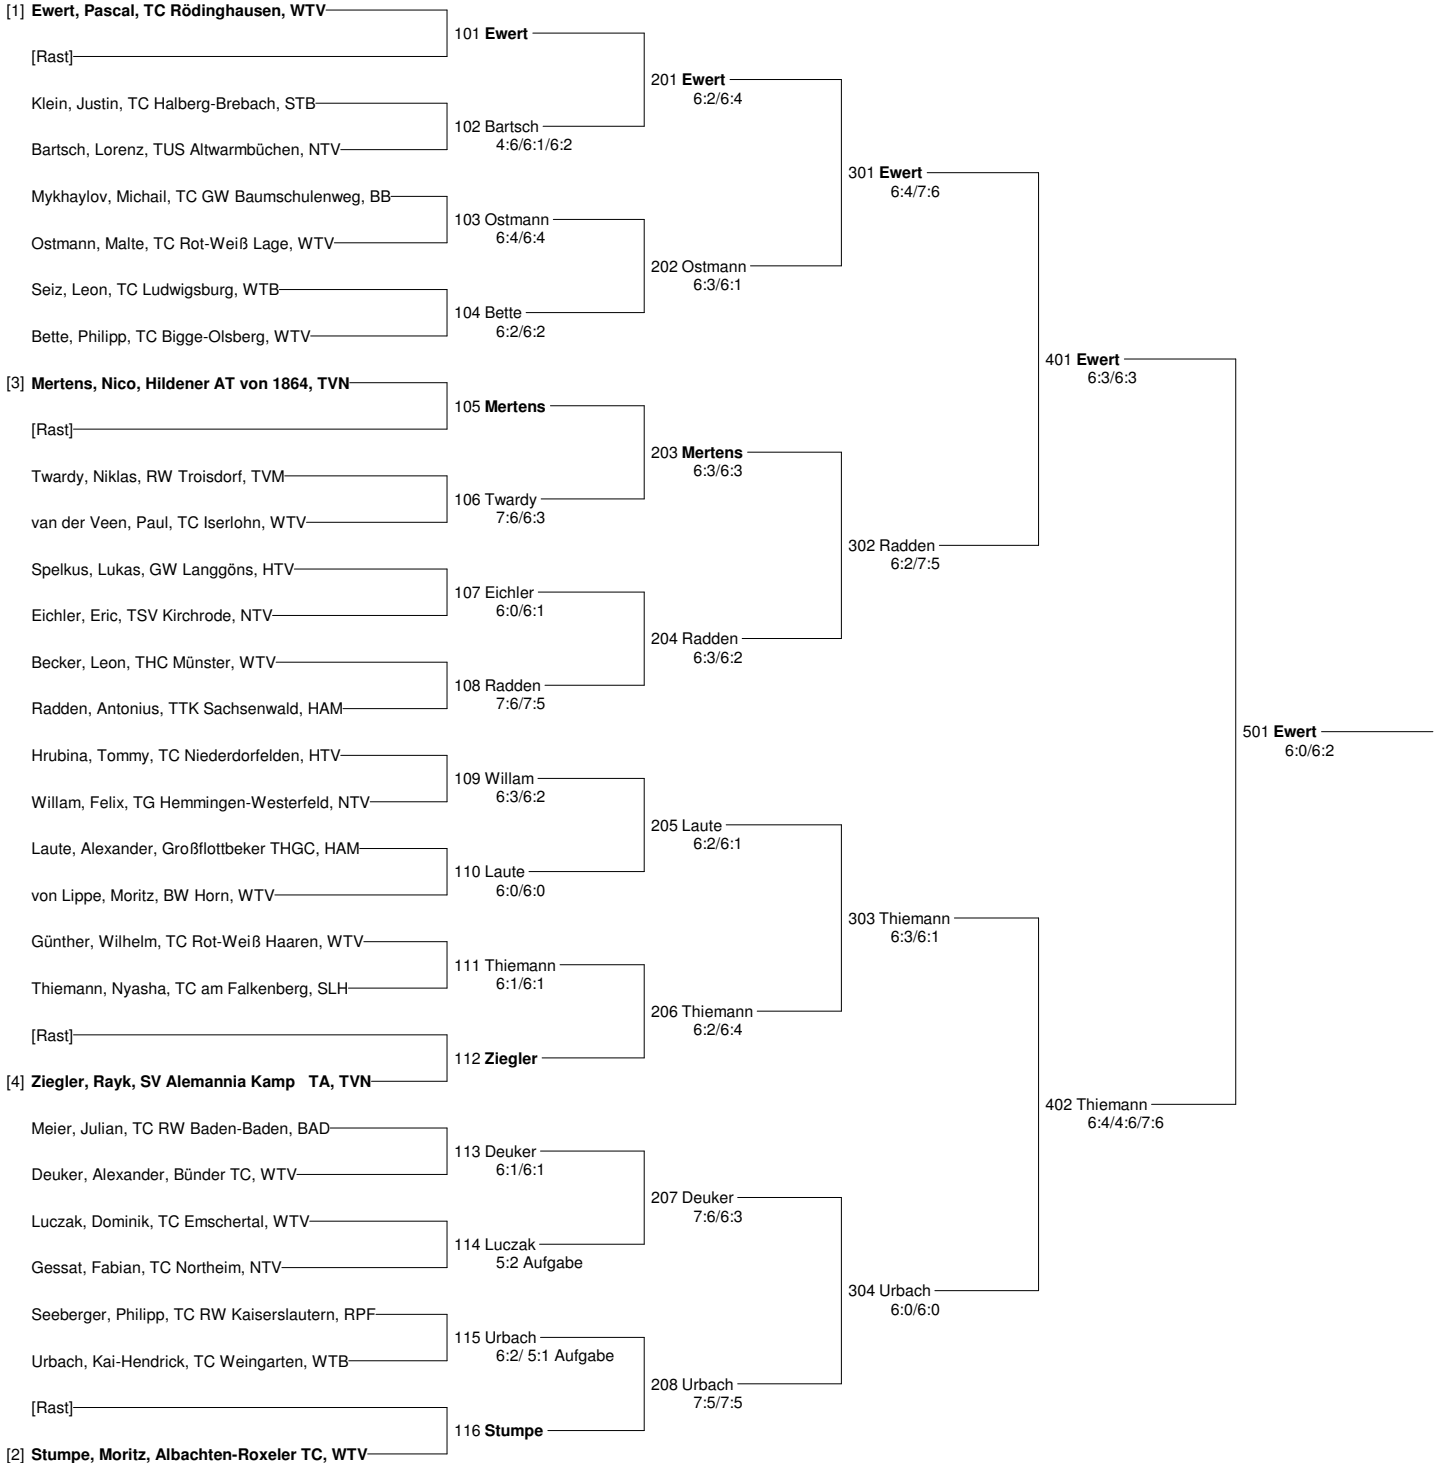 [1] Ewert, Pascal, TC Rödinghausen, WTV
101 Ewert
[Rast]
201 Ewert
6:2/6:4
Klein, Justin, TC Halberg-Brebach, STB
102 Bartsch
4:6/6:1/6:2
Bartsch, Lorenz, TUS Altwarmbüchen, NTV
301 Ewert
6:4/7:6
Mykhaylov, Michail, TC GW Baumschulenweg, BB
103 Ostmann
6:4/6:4
Ostmann, Malte, TC Rot-Weiß Lage, WTV
202 Ostmann
6:3/6:1
Seiz, Leon, TC Ludwigsburg, WTB
104 Bette
6:2/6:2
Bette, Philipp, TC Bigge-Olsberg, WTV
401 Ewert
6:3/6:3
[3] Mertens, Nico, Hildener AT von 1864, TVN
105 Mertens
[Rast]
203 Mertens
6:3/6:3
Twardy, Niklas, RW Troisdorf, TVM
106 Twardy
7:6/6:3
van der Veen, Paul, TC Iserlohn, WTV
302 Radden
6:2/7:5
Spelkus, Lukas, GW Langgöns, HTV
107 Eichler
6:0/6:1
Eichler, Eric, TSV Kirchrode, NTV
204 Radden
6:3/6:2
Becker, Leon, THC Münster, WTV
108 Radden
7:6/7:5
Radden, Antonius, TTK Sachsenwald, HAM
501 Ewert
6:0/6:2
Hrubina, Tommy, TC Niederdorfelden, HTV
109 Willam
6:3/6:2
Willam, Felix, TG Hemmingen-Westerfeld, NTV
205 Laute
6:2/6:1
Laute, Alexander, Großflottbeker THGC, HAM
110 Laute
6:0/6:0
von Lippe, Moritz, BW Horn, WTV
303 Thiemann
6:3/6:1
Günther, Wilhelm, TC Rot-Weiß Haaren, WTV
111 Thiemann
6:1/6:1
Thiemann, Nyasha, TC am Falkenberg, SLH
206 Thiemann
6:2/6:4
[Rast]
112 Ziegler
[4] Ziegler, Rayk, SV Alemannia Kamp TA, TVN
402 Thiemann
6:4/4:6/7:6
Meier, Julian, TC RW Baden-Baden, BAD
113 Deuker
6:1/6:1
Deuker, Alexander, Bünder TC, WTV
207 Deuker
7:6/6:3
Luczak, Dominik, TC Emschertal, WTV
114 Luczak
5:2 Aufgabe
Gessat, Fabian, TC Northeim, NTV
304 Urbach
6:0/6:0
Seeberger, Philipp, TC RW Kaiserslautern, RPF
115 Urbach
6:2/ 5:1 Aufgabe
Urbach, Kai-Hendrick, TC Weingarten, WTB
208 Urbach
7:5/7:5
[Rast]
116 Stumpe
[2] Stumpe, Moritz, Albachten-Roxeler TC, WTV